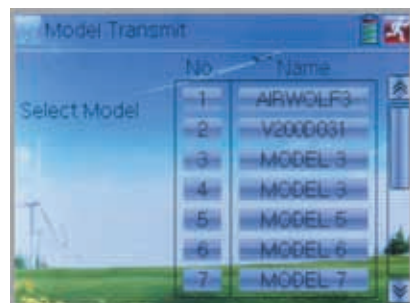 Model Transmit
No. Name
Select Model
1 AIRWOLF3
2 V200D031
3 MODEL 3
4 MODEL 3
5 MODEL 5
6 MODEL 6
7 MODEL 7